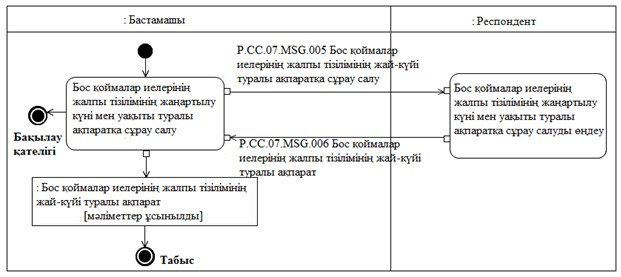 : Бастамашы
: Респондент
P.CC.07.MSG.005 Бос қоймалар
иелерінің жалпы тізілімінің жай-күйі
туралы ақпаратқа сұрау салу
Бос қоймалар иелерінің
жалпы тізілімінің жаңартылу
күні мен уақыты туралы
ақпаратқа сұрау салу
Бос қоймалар иелерінің
жалпы тізілімінің жаңартылу
күні мен уақыты туралы
ақпаратқа сұрау салуды өңдеу
Бақылау
қателігі
P.CC.07.MSG.006 Бос қоймалар
иелерінің жалпы тізілімінің жай-күйі
туралы ақпарат
: Бос қоймалар иелерінің жалпы тізілімінің
жай-күйі туралы ақпарат
[мәліметтер ұсынылды]
Табыс